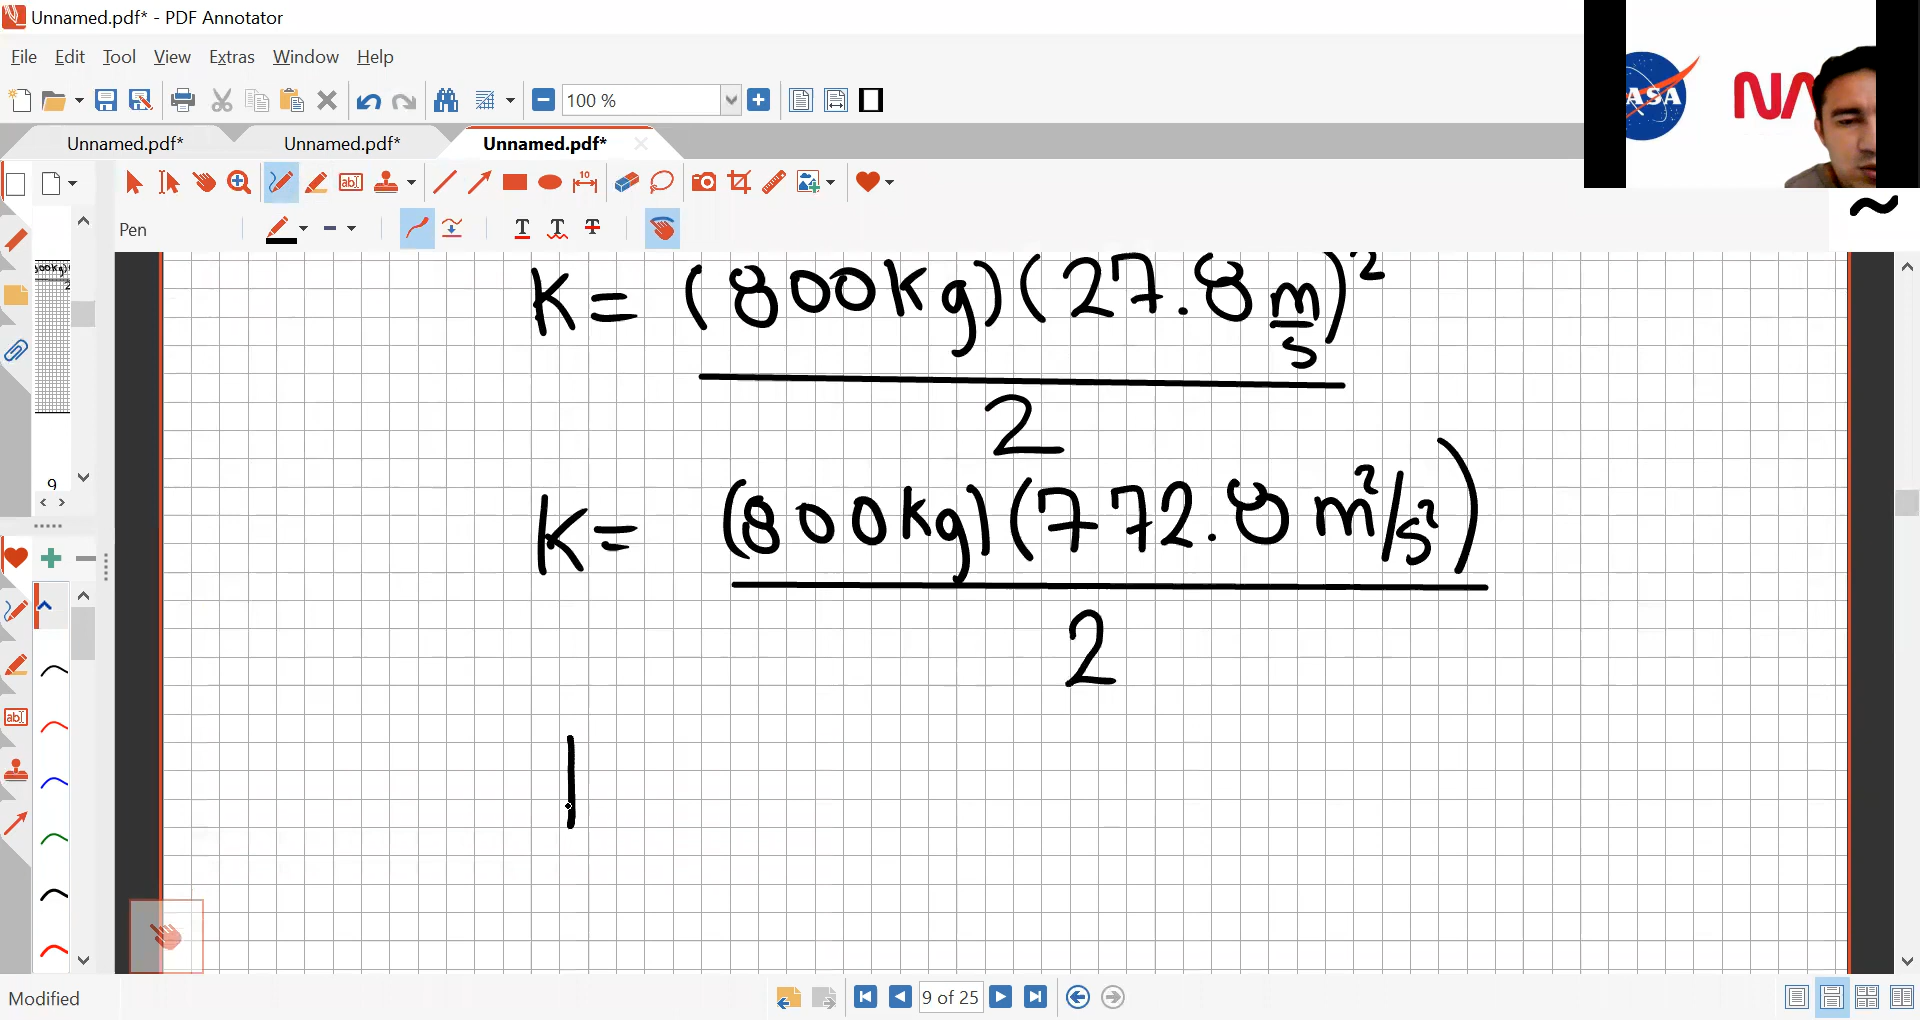 Unnamed.pdf* - PDF Annotator
File Edit Tool View Extras Window Help
100 %
Unnamed.pdf* Unnamed.pdf* Unnamed.pdf*
Pen
K = (800kg)(27.8 m/s)²
2
K = (800kg)(772.8 m²/s²)
2
9
Modified
9 of 25